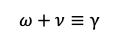 ω + ν ≡ γ